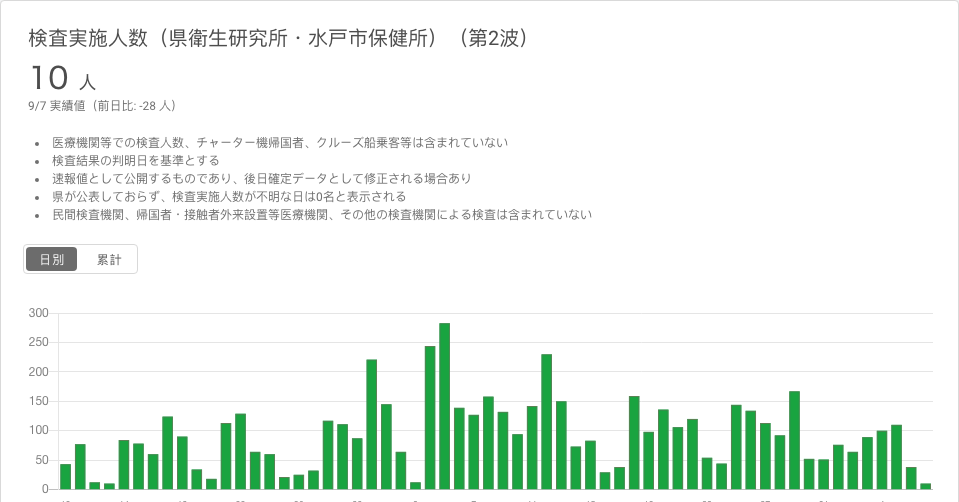 検査実施人数（県衛生研究所・水戸市保健所）（第2波）
10 人
9/7 実績値（前日比: -28 人）
医療機関等での検査人数、チャーター機帰国者、クルーズ船乗客等は含まれていない
検査結果の判明日を基準とする
速報値として公開するものであり、後日確定データとして修正される場合あり
県が公表しておらず、検査実施人数が不明な日は0名と表示される
民間検査機関、帰国者・接触者外来設置等医療機関、その他の検査機関による検査は含まれていない
日別 累計
300
250
200
150
100
50
0